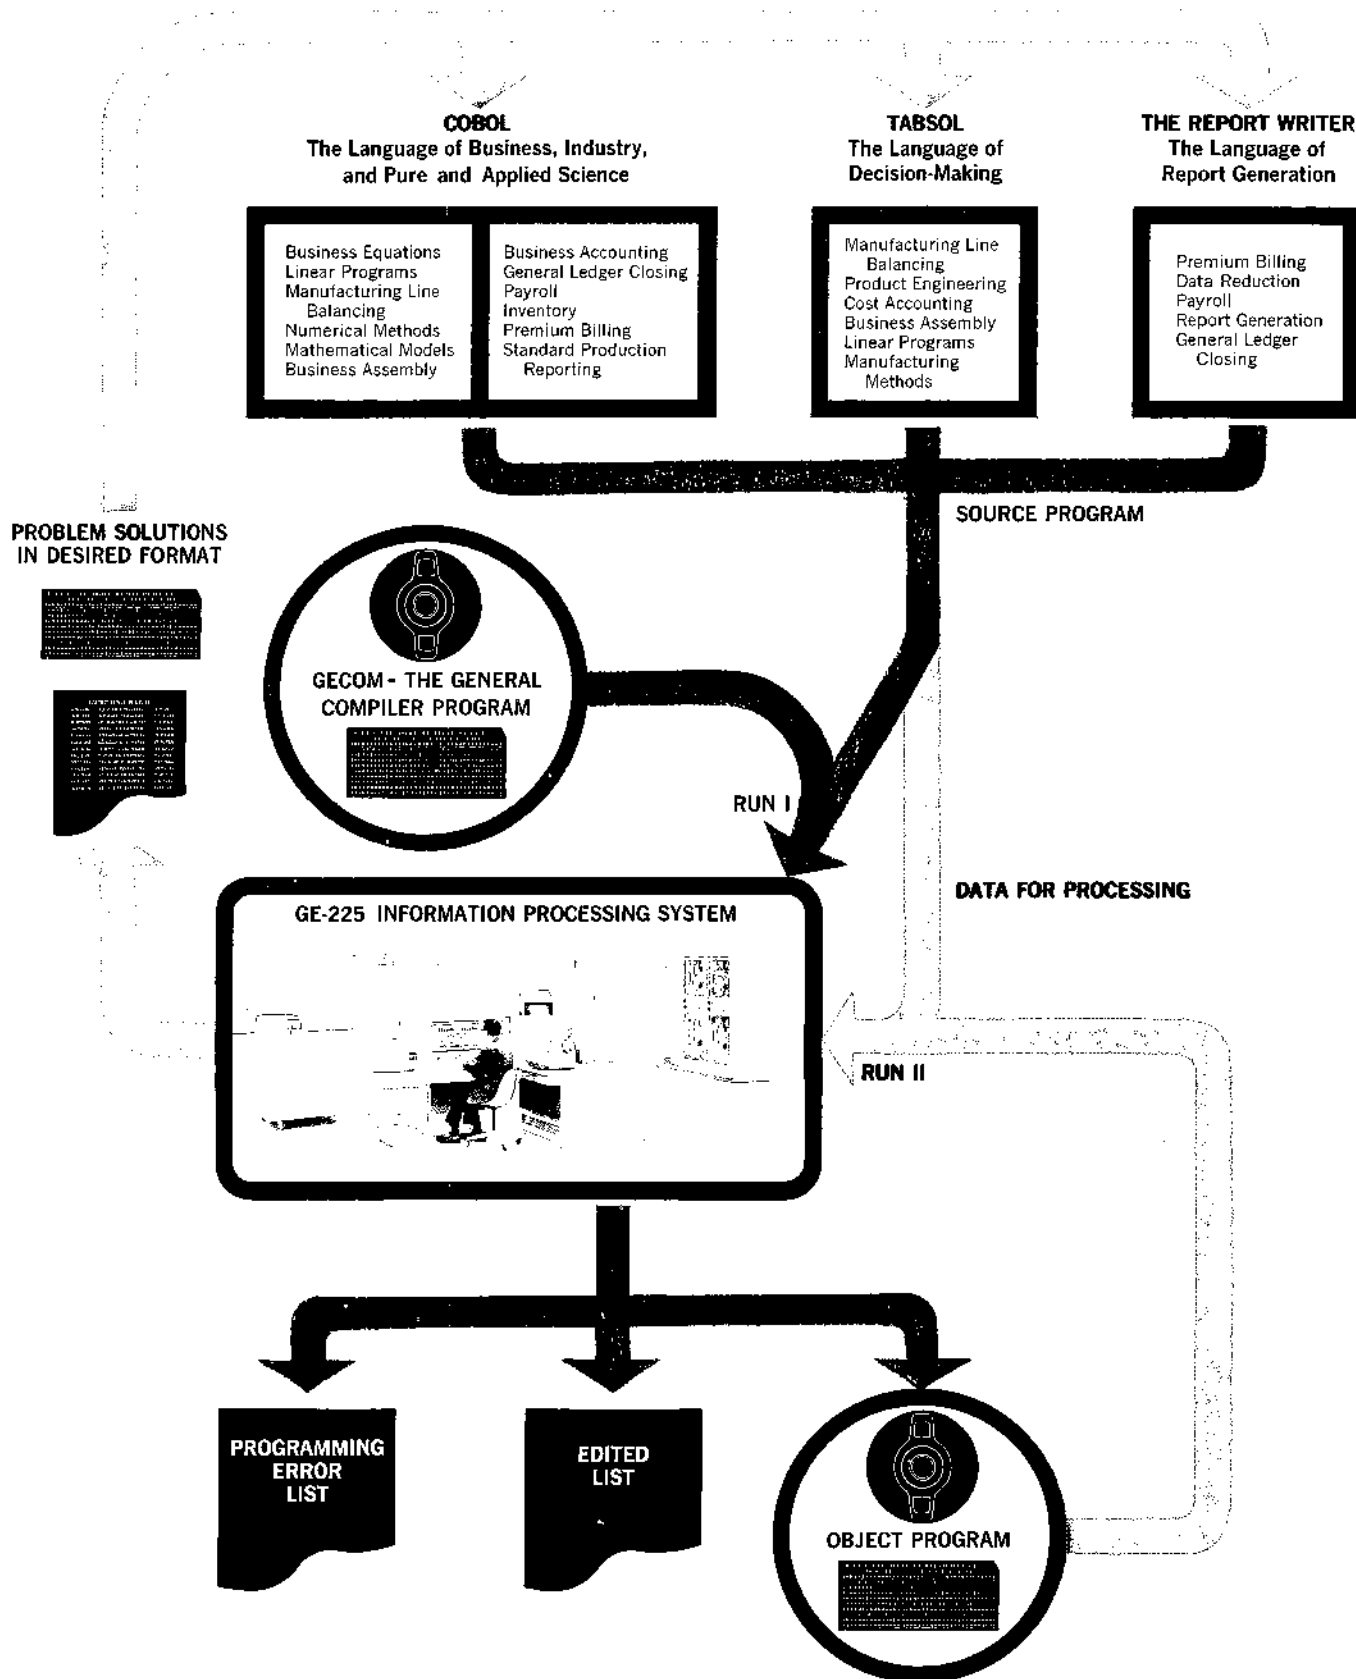 COBOL
The Language of Business, Industry,
and Pure and Applied Science
TABSOL
The Language of
Decision-Making
THE REPORT WRITER
The Language of
Report Generation
Business Equations
Linear Programs
Manufacturing Line
Balancing
Numerical Methods
Mathematical Models
Business Assembly
Business Accounting
General Ledger Closing
Payroll
Inventory
Premium Billing
Standard Production
Reporting
Manufacturing Line
Balancing
Product Engineering
Cost Accounting
Business Assembly
Linear Programs
Manufacturing
Methods
Premium Billing
Data Reduction
Payroll
Report Generation
General Ledger
Closing
SOURCE PROGRAM
PROBLEM SOLUTIONS
IN DESIRED FORMAT
GECOM - THE GENERAL
COMPILER PROGRAM
RUN I
DATA FOR PROCESSING
GE-225 INFORMATION PROCESSING SYSTEM
RUN II
PROGRAMMING
ERROR
LIST
EDITED
LIST
OBJECT PROGRAM